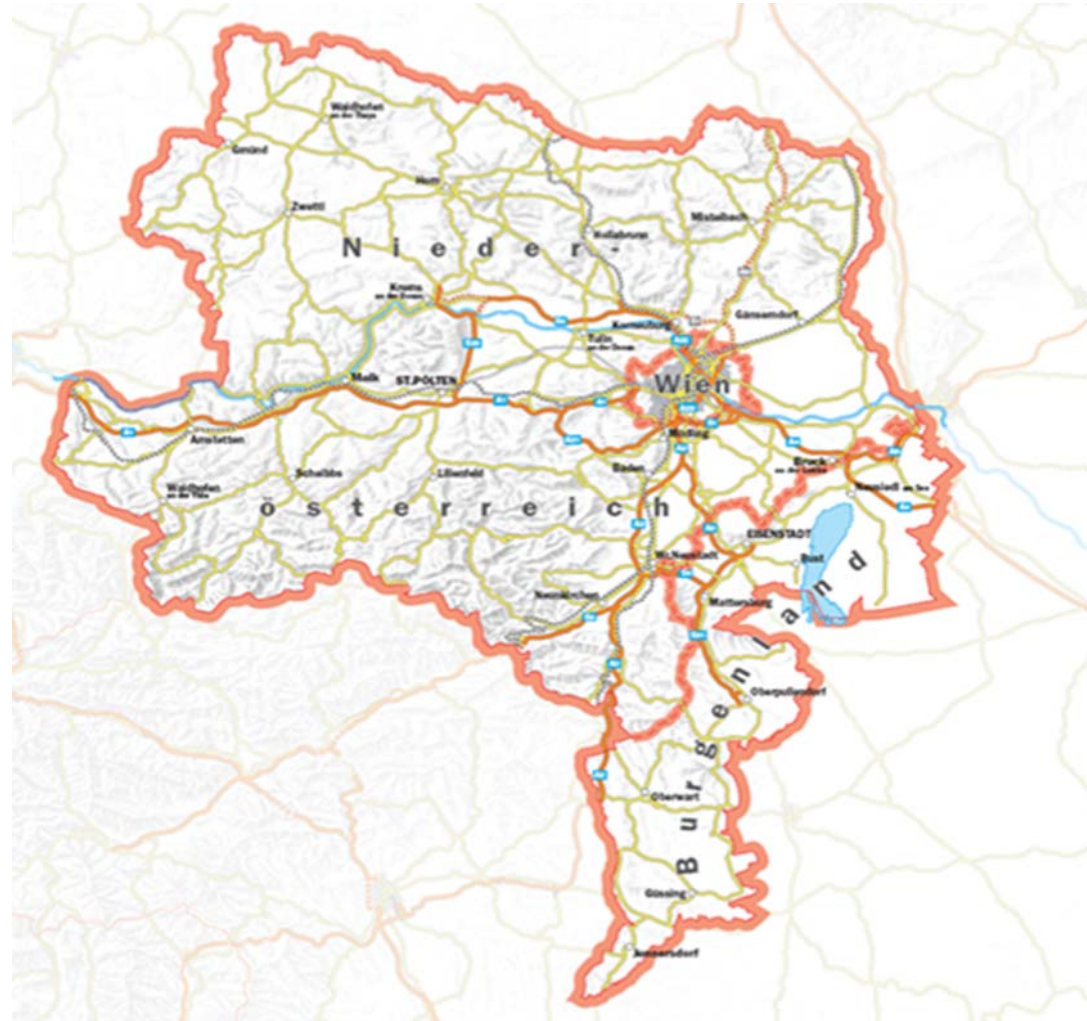 Waidhofen
an der Thaya
Gmünd
Horn
Zwettl
Mistelbach
Hollabrunn
Nieder-
Krems
an der Donau
Korneuburg
Gänserndorf
Tulln
an der Donau
Wien
Melk
ST.PÖLTEN
Amstetten
Mödling
Baden
Bruck
an der Leitha
Scheibbs
Lilienfeld
Waidhofen
an der Ybbs
Neusiedl am See
österreich
EISENSTADT
Rust
Wr.Neustadt
Neunkirchen
Mattersburg
Burgenland
Oberpullendorf
Oberwart
Güssing
Jennersdorf